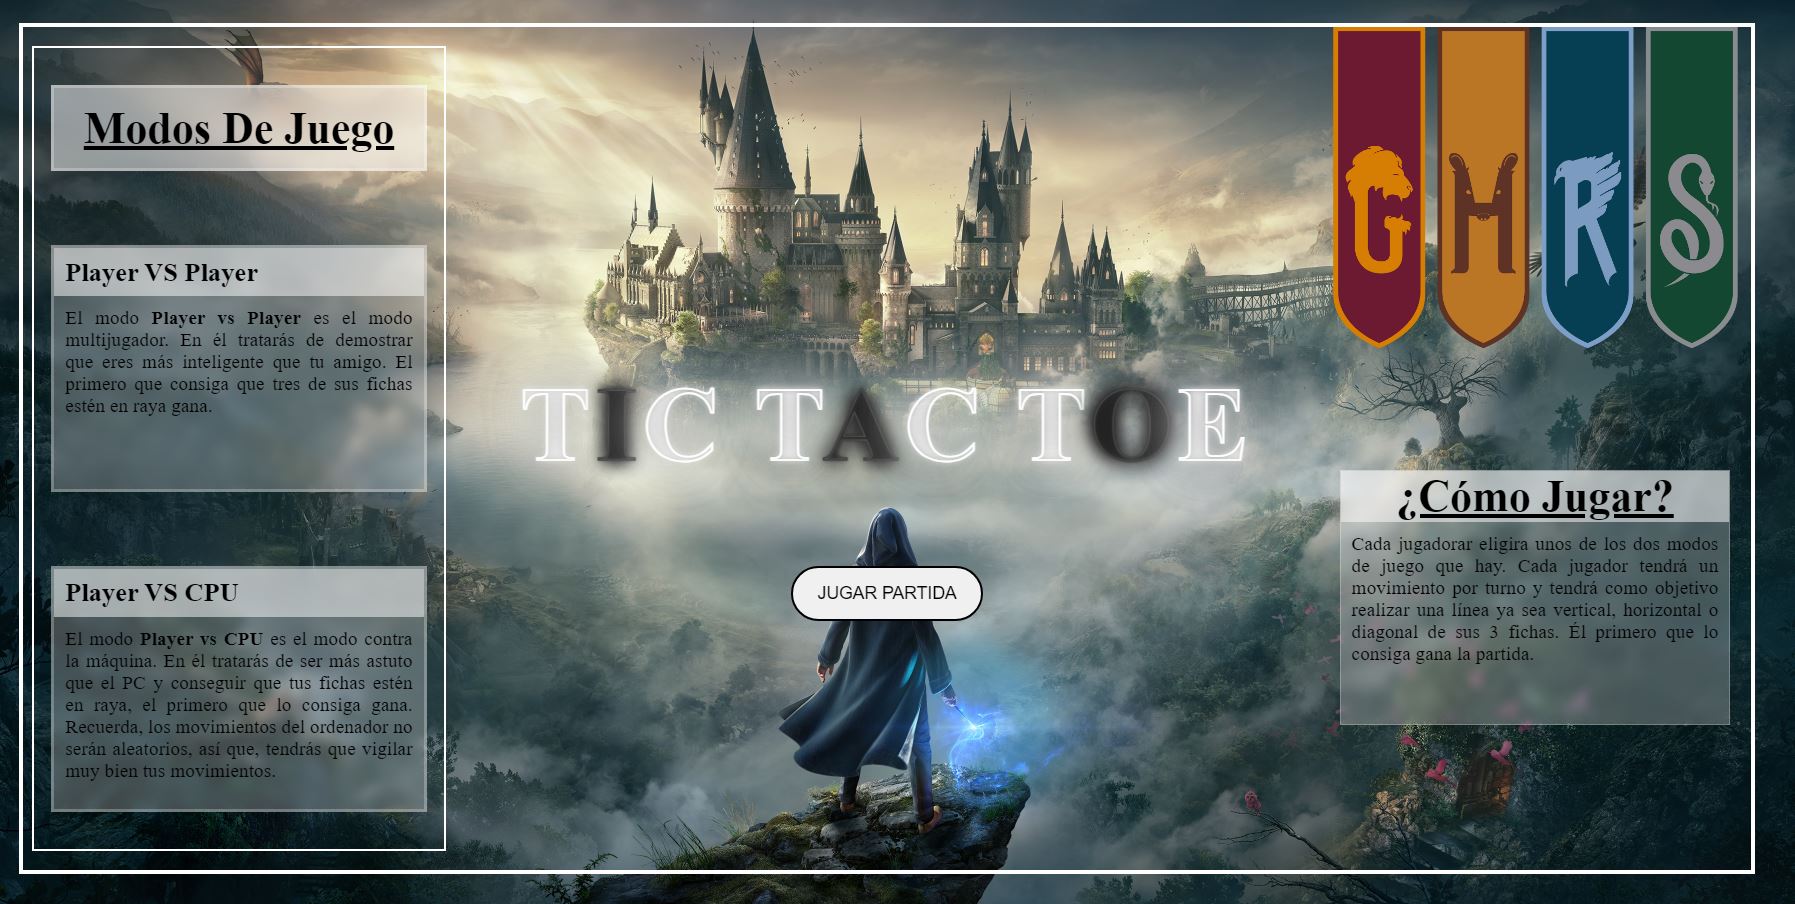 Modos De Juego
Player VS Player
El modo Player vs Player es el modo
multijugador. En él tratarás de demostrar
que eres más inteligente que tu amigo. El
primero que consiga que tres de sus fichas
estén en raya gana.
Player VS CPU
El modo Player vs CPU es el modo contra
la máquina. En él tratarás de ser más astuto
que el PC y conseguir que tus fichas estén
en raya, el primero que lo consiga gana.
Recuerda, los movimientos del ordenador no
serán aleatorios, así que, tendrás que vigilar
muy bien tus movimientos.
TIC TAC TOE
JUGAR PARTIDA
G H R S
¿Cómo Jugar?
Cada jugadorar eligira unos de los dos modos
de juego que hay. Cada jugador tendrá un
movimiento por turno y tendrá como objetivo
realizar una línea ya sea vertical, horizontal o
diagonal de sus 3 fichas. Él primero que lo
consiga gana la partida.